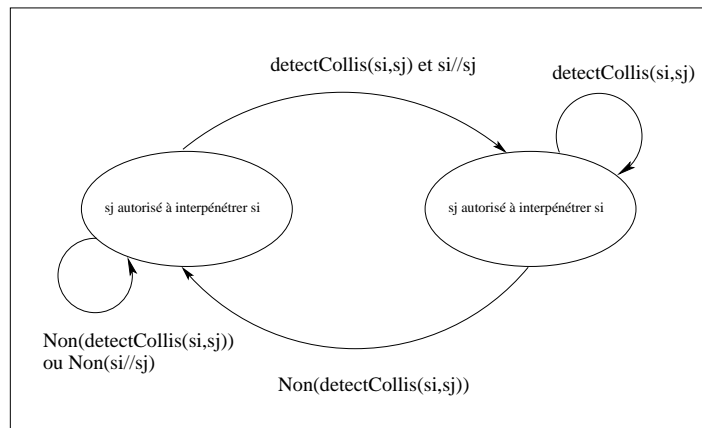 detectCollis(si,sj) et si//sj
detectCollis(si,sj)
sj autorisé à interpénétrer si
sj autorisé à interpénétrer si
Non(detectCollis(si,sj))
ou Non(si//sj)
Non(detectCollis(si,sj))